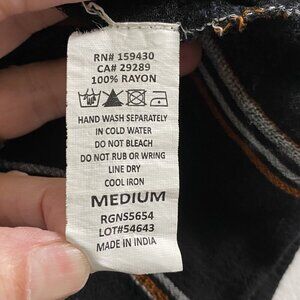 RN# 159430
CA# 29289
100% RAYON
HAND WASH SEPARATELY
IN COLD WATER
DO NOT BLEACH
DO NOT RUB OR WRING
LINE DRY
COOL IRON
MEDIUM
RGNS5654
LOT#54643
MADE IN INDIA